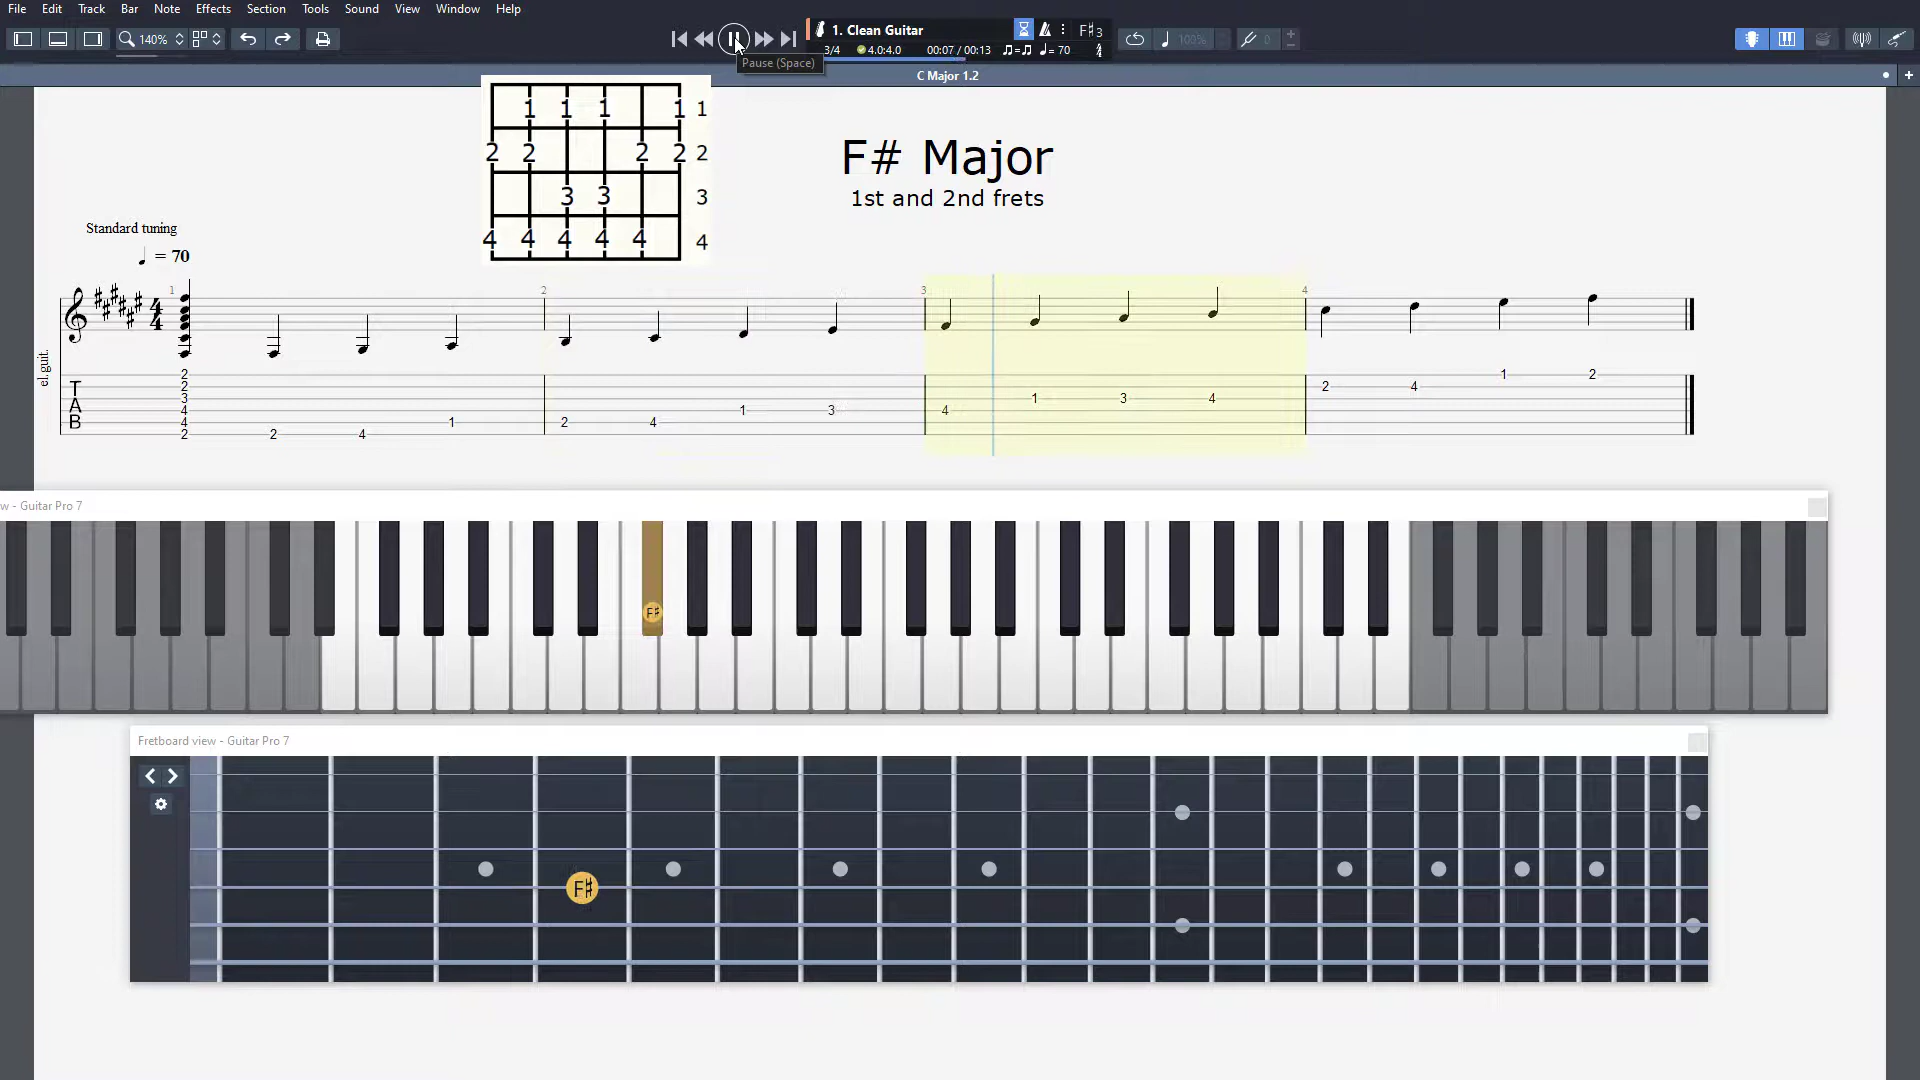 File Edit Track Bar Note Effects Section Tools Sound View Window Help
140%
1. Clean Guitar F♯3
3/4 4.0:4.0 00:07 / 00:13 ♫=♫ ♩= 70
100% 0
Pause (Space)
C Major 1.2
1 1 1 1 1
2 2 2 2 2
3 3 3
4 4 4 4 4 4
F# Major
1st and 2nd frets
Standard tuning
♩ = 70
1 2 3 4
4
4
el.guit.
T
A
B
2 1 2
2 2 4
3 1 3 4
4 1 3 4
4 1 2 4
2 2 4
w - Guitar Pro 7
F♯
Fretboard view - Guitar Pro 7
F♯